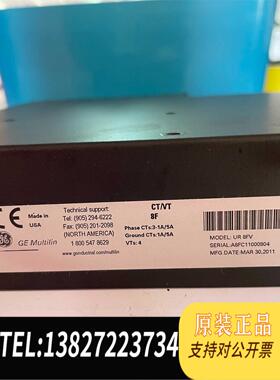 Made in
USA
GE Multilin
Technical support:
Tel: (905) 294-6222
Fax: (905) 201-2098
(NORTH AMERICA)
1 800 547 8629
www.geindustrial.com/multilin
CT/VT
8F
Phase CTs:3-1A/5A
Ground CTs:1A/5A
VTs: 4
MODEL: UR 8FV
SERIAL:A8FC11000804
MFG.DATE:MAR 30,2011
原装正品
支持对公开票
TEL:13827223734